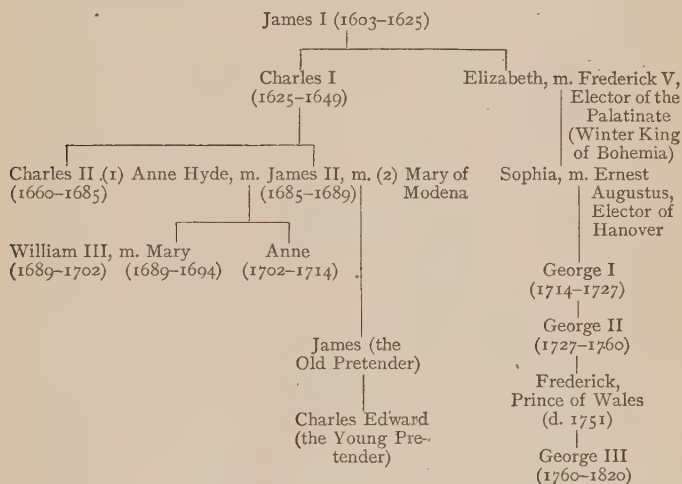 James I (1603–1625)
Charles I Elizabeth, m. Frederick V,
(1625–1649) Elector of the
Palatinate
(Winter King
of Bohemia)
Charles II (1) Anne Hyde, m. James II, m. (2) Mary of Sophia, m. Ernest
(1660–1685) (1685–1689) Modena Augustus,
Elector of
Hanover
William III, m. Mary Anne
(1689–1702) (1689–1694) (1702–1714)
George I
(1714–1727)
George II
(1727–1760)
James (the
Old Pretender)
Frederick,
Prince of Wales
(d. 1751)
Charles Edward
(the Young Pre-
tender)
George III
(1760–1820)